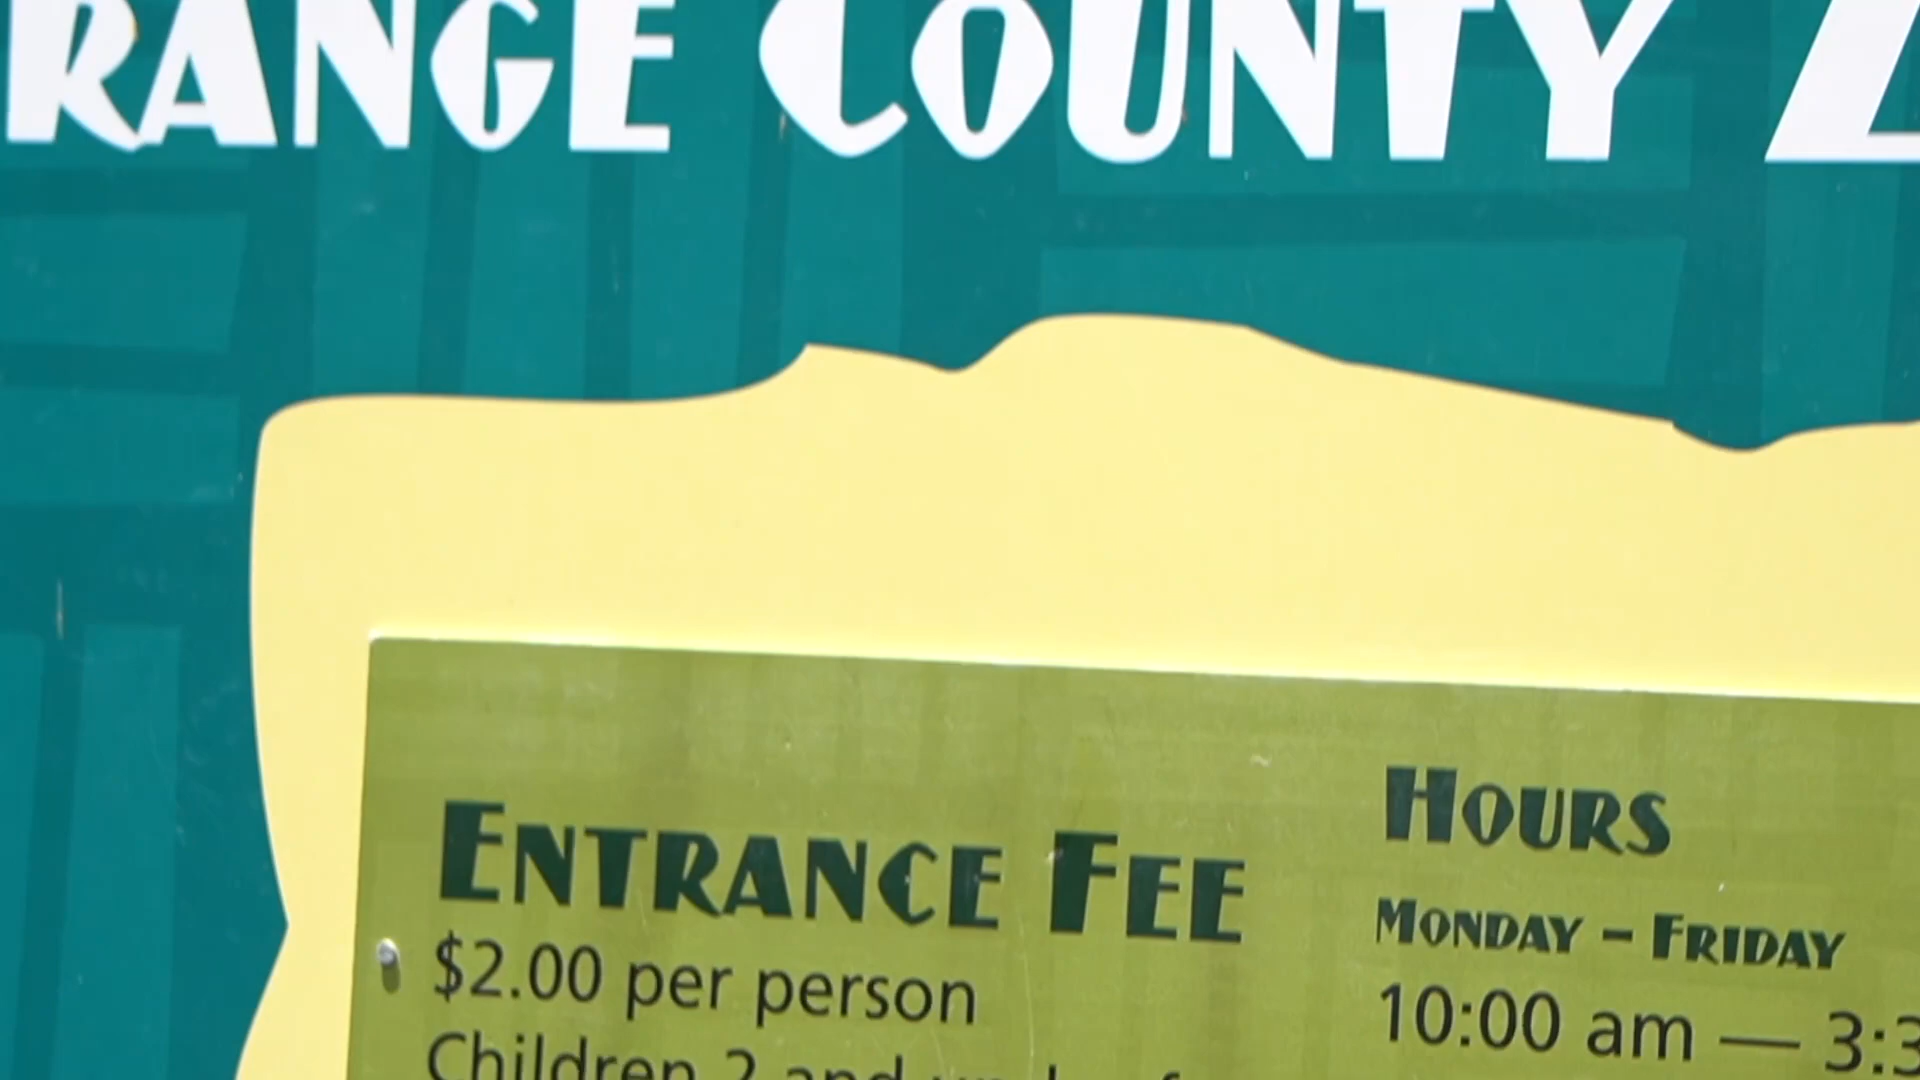 RANGE COUNTY Z
ENTRANCE FEE
$2.00 per person
Children 2 and under f
HOURS
MONDAY – FRIDAY
10:00 am — 3:3